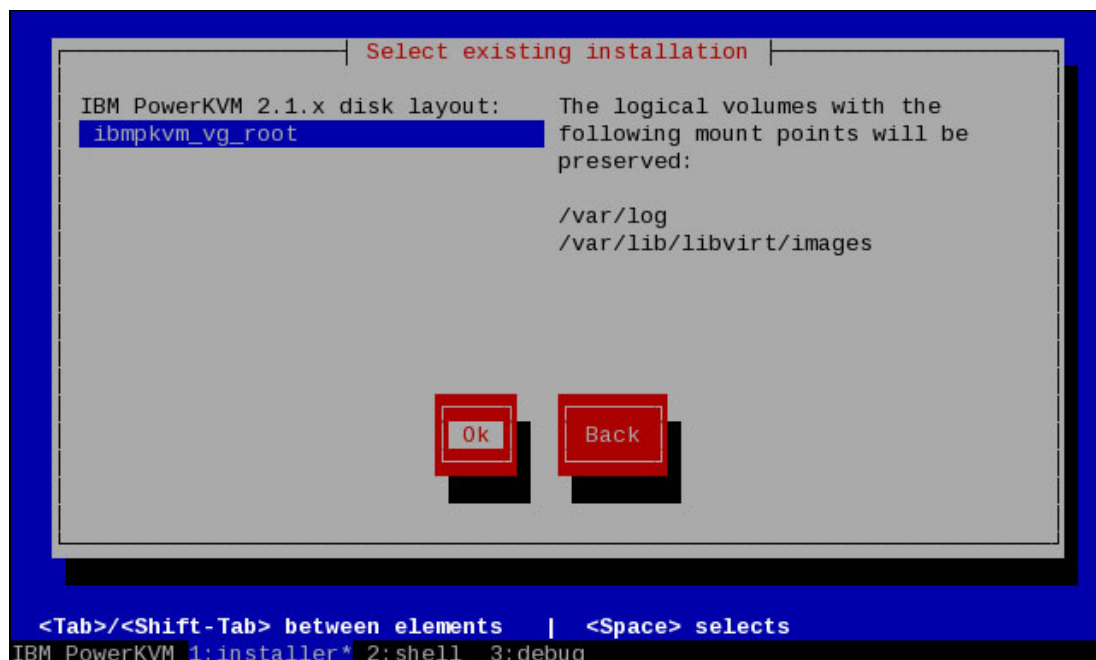 Select existing installation
IBM PowerKVM 2.1.x disk layout:
ibmpkvm_vg_root
The logical volumes with the
following mount points will be
preserved:
/var/log
/var/lib/libvirt/images
Ok
Back
<Tab>/<Shift-Tab> between elements | <Space> selects
IBM PowerKVM 1:installer* 2:shell 3:debug